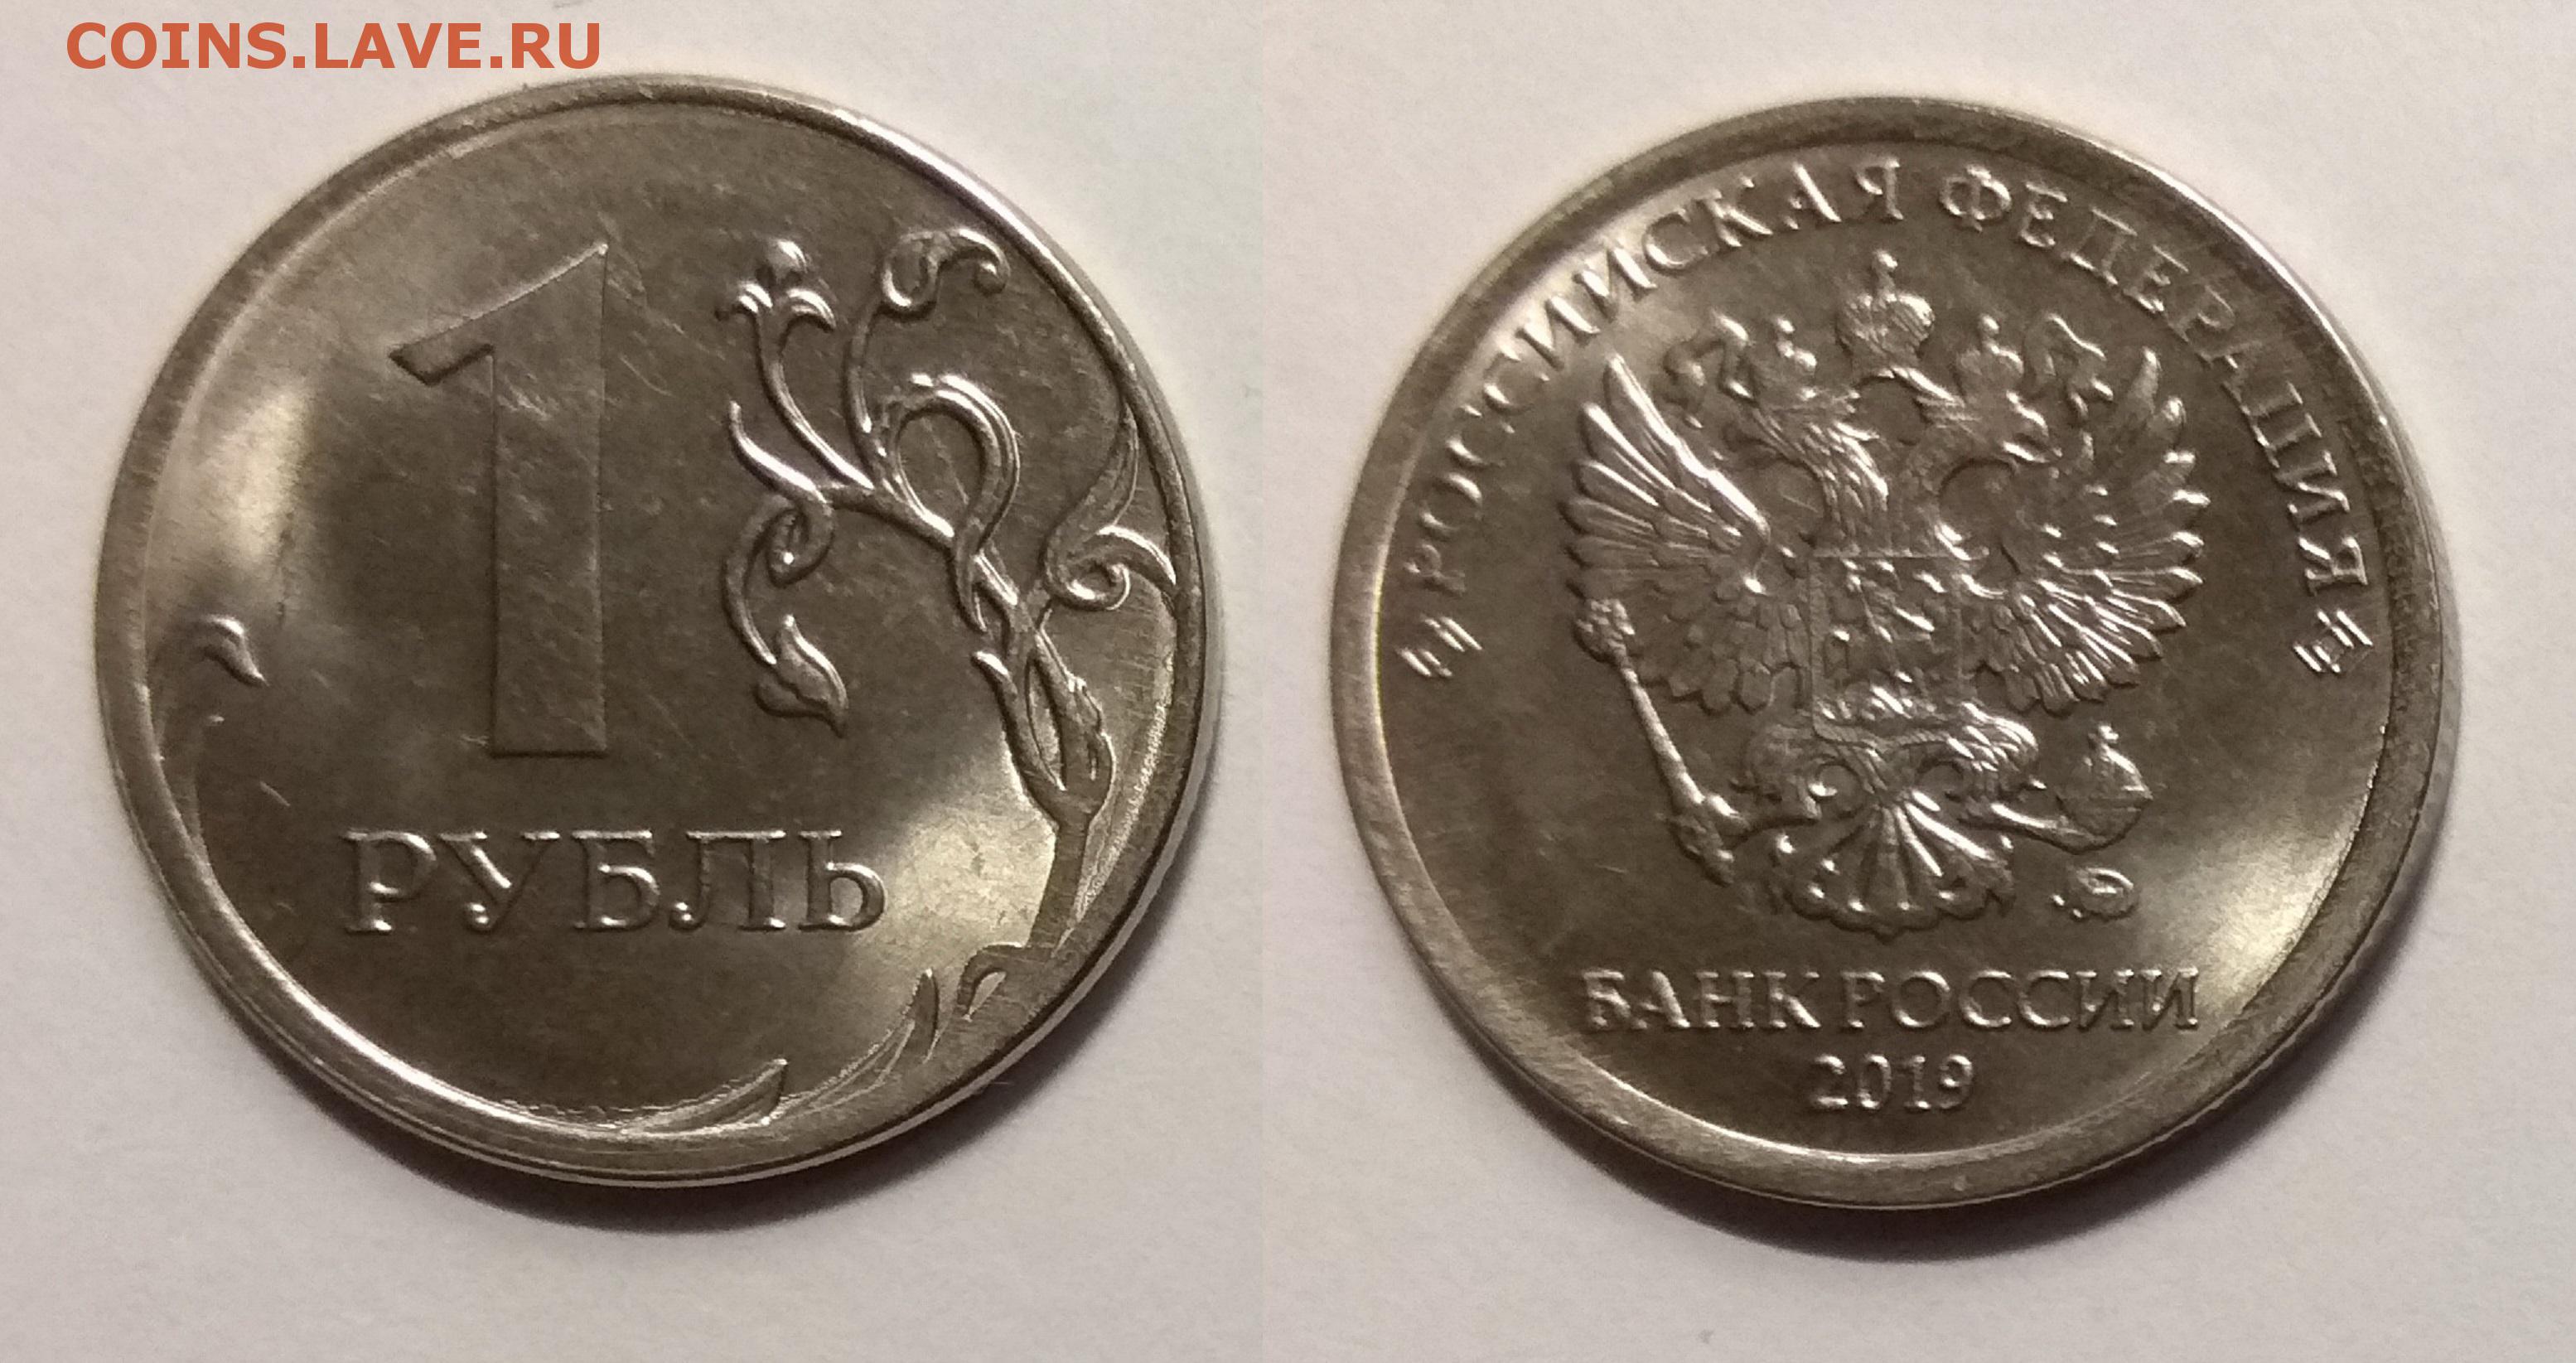 COINS.LAVE.RU
1
РУБЛЬ
РОССИЙСКАЯ ФЕДЕРАЦИЯ
БАНК РОССИИ
2019